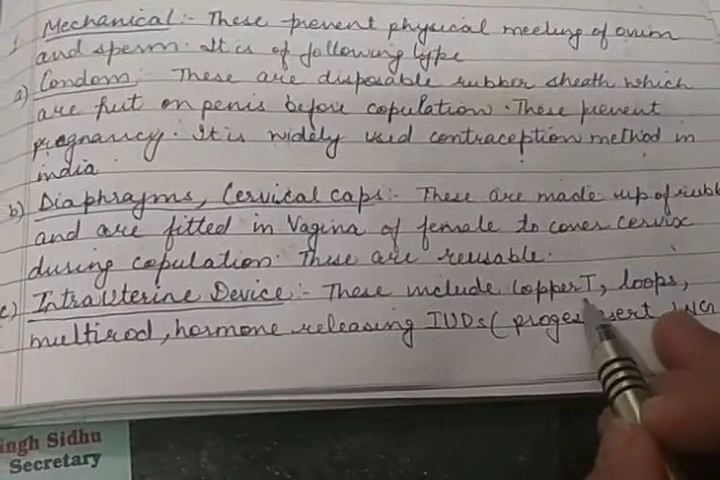 1. Mechanical :- These prevent physical meeting of ovum
and sperm. It is of following type
a) Condom :- These are disposable rubber sheath which
are put on penis before copulation. These prevent
pregnancy. It is widely used contraception method in
india.
b) Diaphragms, Cervical caps :- These are made up of rubb
and are fitted in Vagina of female to cover cervix
during copulation. These are reusable.
c) IntraUterine Device :- These include CopperT, loops,
multirod, hormone releasing IUDs (
ingh Sidhu
Secretary